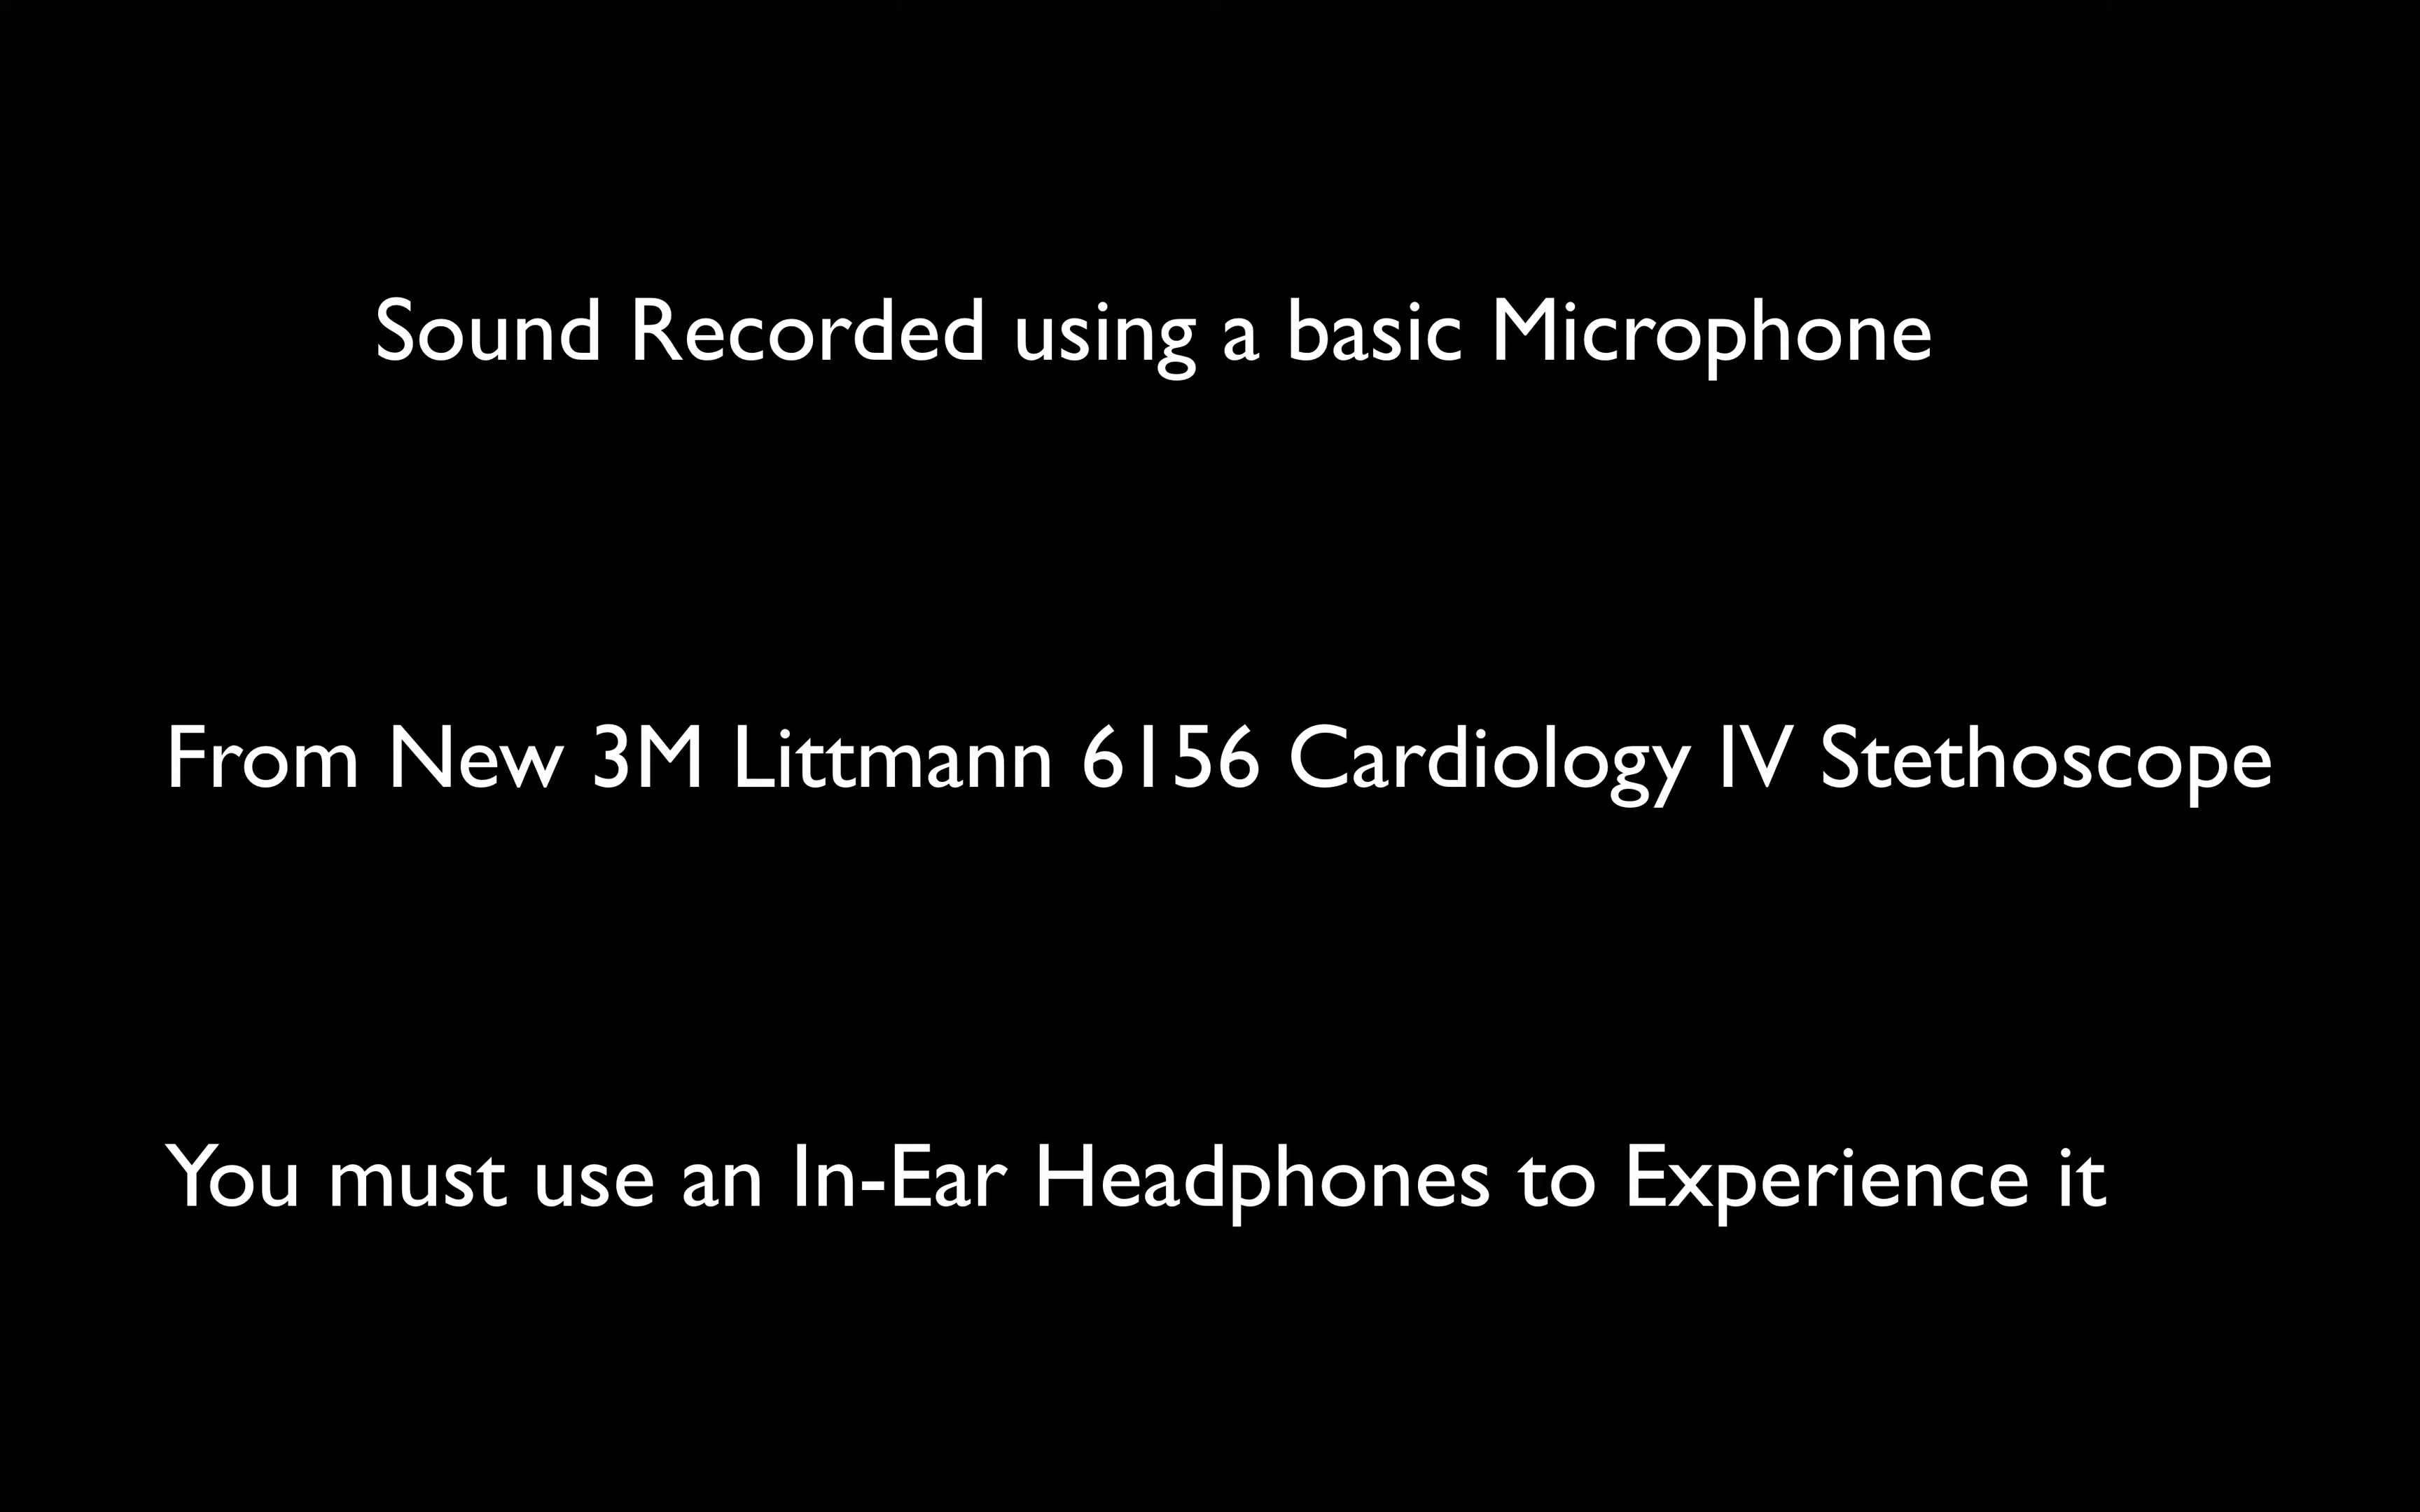 Sound Recorded using a basic Microphone
From New 3M Littmann 6156 Cardiology IV Stethoscope
You must use an In-Ear Headphones to Experience it